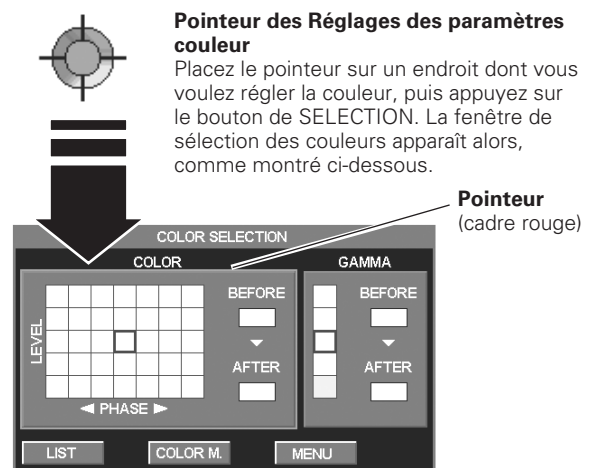 Pointeur des Réglages des paramètres
couleur
Placez le pointeur sur un endroit dont vous
voulez régler la couleur, puis appuyez sur
le bouton de SELECTION. La fenêtre de
sélection des couleurs apparaît alors,
comme montré ci-dessous.
Pointeur
(cadre rouge)
COLOR SELECTION
COLOR
GAMMA
LEVEL
BEFORE
AFTER
◄ PHASE ►
BEFORE
AFTER
LIST
COLOR M.
MENU